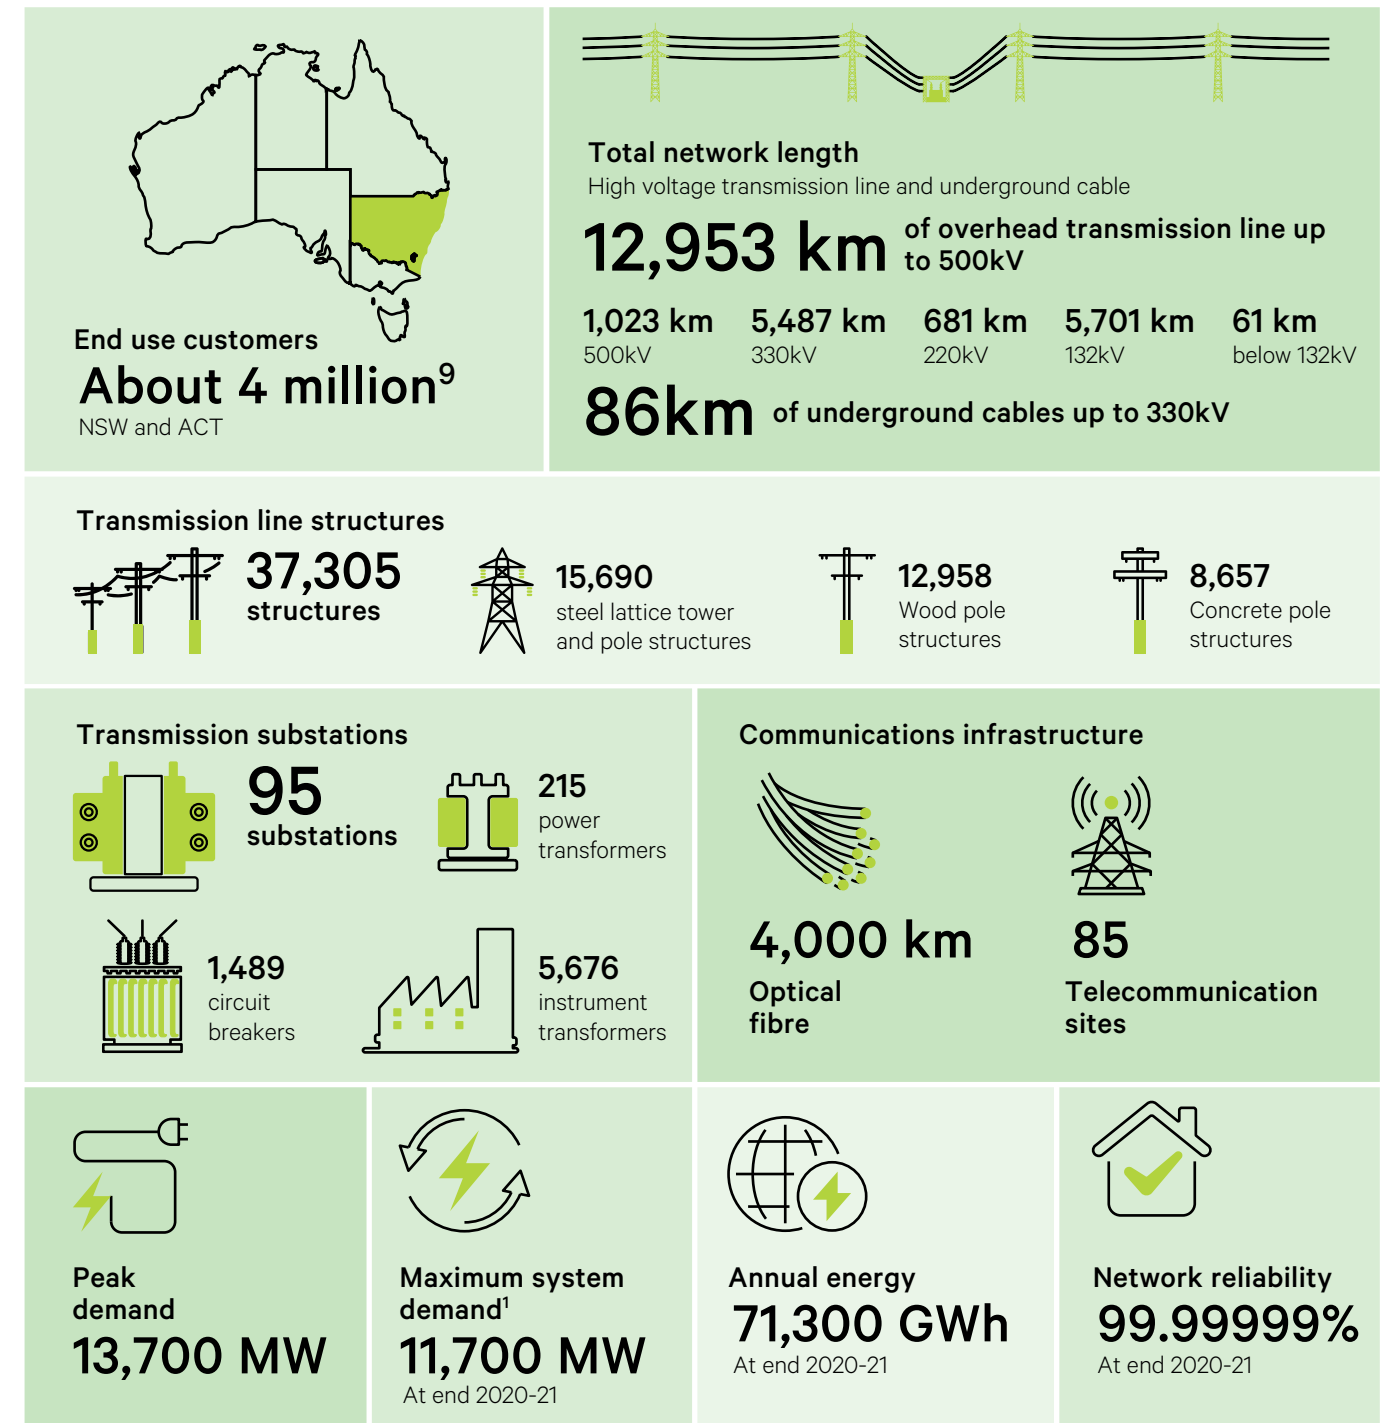 End use customers
About 4 million⁹
NSW and ACT
Total network length
High voltage transmission line and underground cable
12,953 km of overhead transmission line up
to 500kV
1,023 km 5,487 km 681 km 5,701 km 61 km
500kV 330kV 220kV 132kV below 132kV
86km of underground cables up to 330kV
Transmission line structures
37,305
structures
15,690
steel lattice tower
and pole structures
12,958
Wood pole
structures
8,657
Concrete pole
structures
Transmission substations
95
substations
215
power
transformers
1,489
circuit
breakers
5,676
instrument
transformers
Communications infrastructure
4,000 km
Optical
fibre
85
Telecommunication
sites
Peak
demand
13,700 MW
Maximum system
demand¹
11,700 MW
At end 2020-21
Annual energy
71,300 GWh
At end 2020-21
Network reliability
99.99999%
At end 2020-21